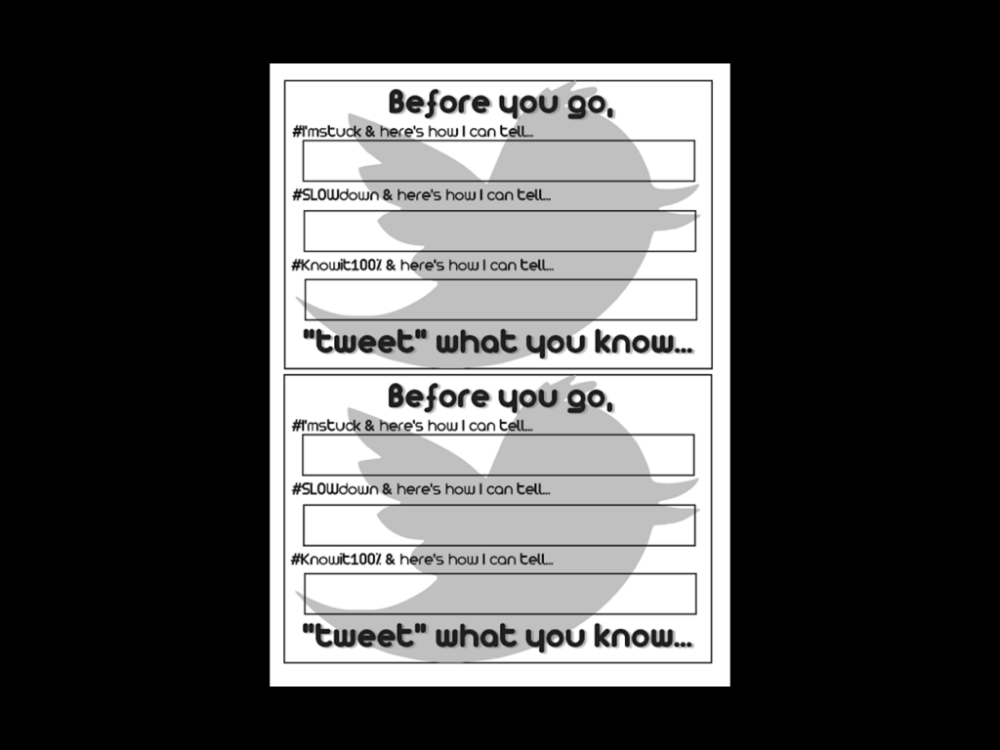 Before you go,
#I'mstuck & here's how I can tell...
#SLOWdown & here's how I can tell...
#Knowit100% & here's how I can tell...
"tweet" what you know...
Before you go,
#I'mstuck & here's how I can tell...
#SLOWdown & here's how I can tell...
#Knowit100% & here's how I can tell...
"tweet" what you know...